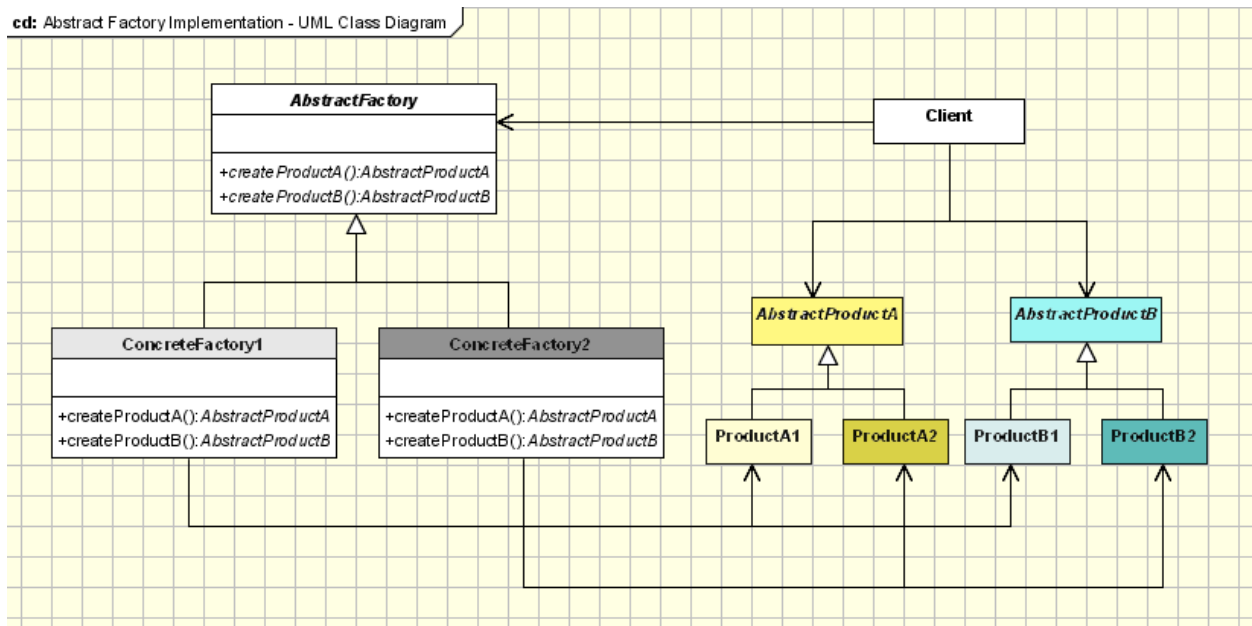 cd: Abstract Factory Implementation - UML Class Diagram
AbstractFactory
+createProductA():AbstractProductA
+createProductB():AbstractProductB
Client
AbstractProductA
AbstractProductB
ConcreteFactory1
+createProductA():AbstractProductA
+createProductB():AbstractProductB
ConcreteFactory2
+createProductA():AbstractProductA
+createProductB():AbstractProductB
ProductA1
ProductA2
ProductB1
ProductB2